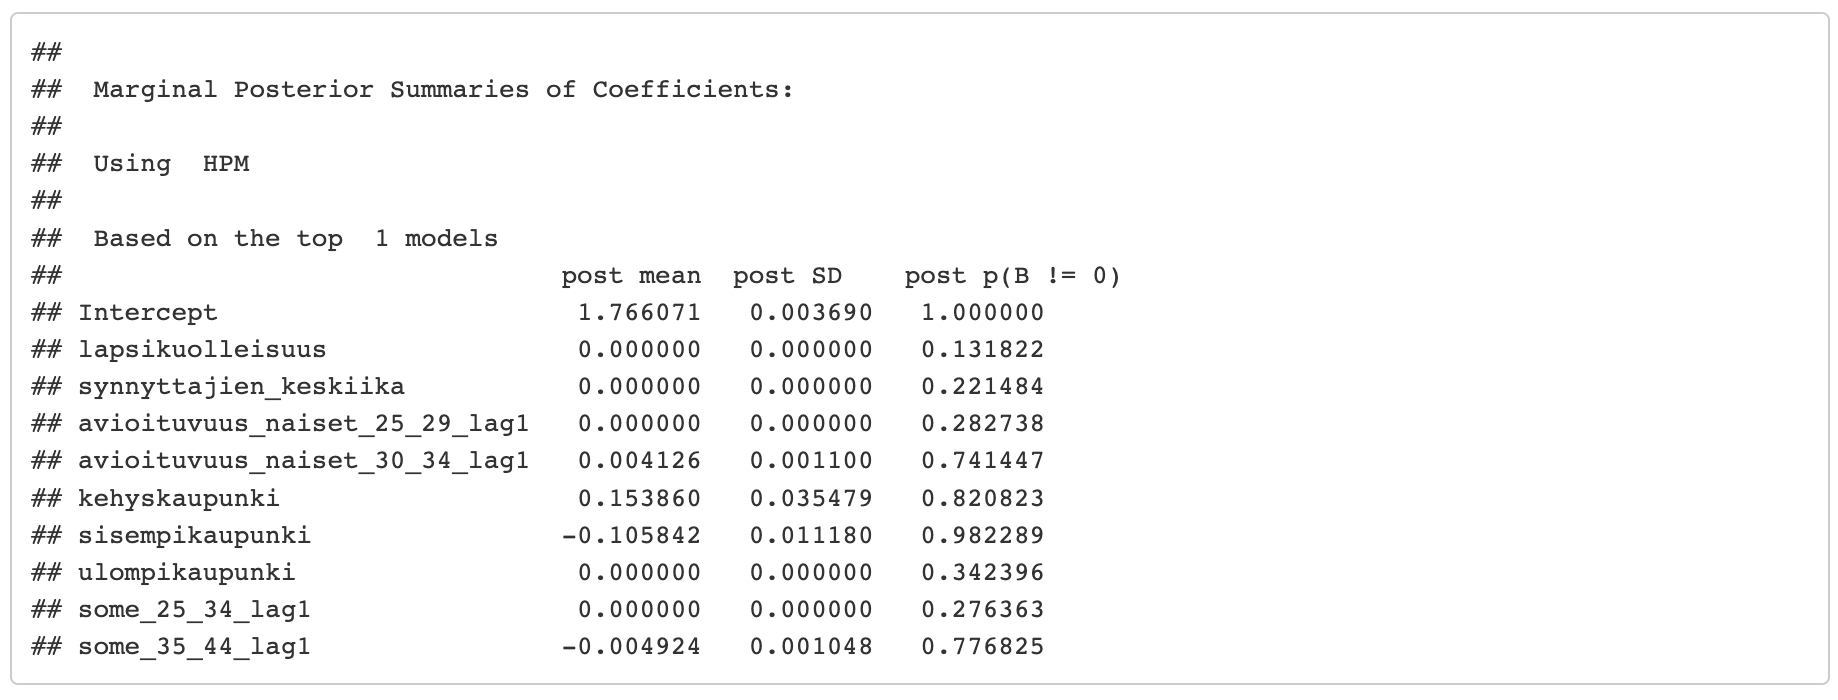 ##
##  Marginal Posterior Summaries of Coefficients:
##
##  Using  HPM
##
##  Based on the top  1 models
##                                post mean  post SD    post p(B != 0)
## Intercept                       1.766071   0.003690   1.000000
## lapsikuolleisuus                0.000000   0.000000   0.131822
## synnyttajien_keskiika           0.000000   0.000000   0.221484
## avioituvuus_naiset_25_29_lag1   0.000000   0.000000   0.282738
## avioituvuus_naiset_30_34_lag1   0.004126   0.001100   0.741447
## kehyskaupunki                   0.153860   0.035479   0.820823
## sisempikaupunki                -0.105842   0.011180   0.982289
## ulompikaupunki                  0.000000   0.000000   0.342396
## some_25_34_lag1                 0.000000   0.000000   0.276363
## some_35_44_lag1                -0.004924   0.001048   0.776825